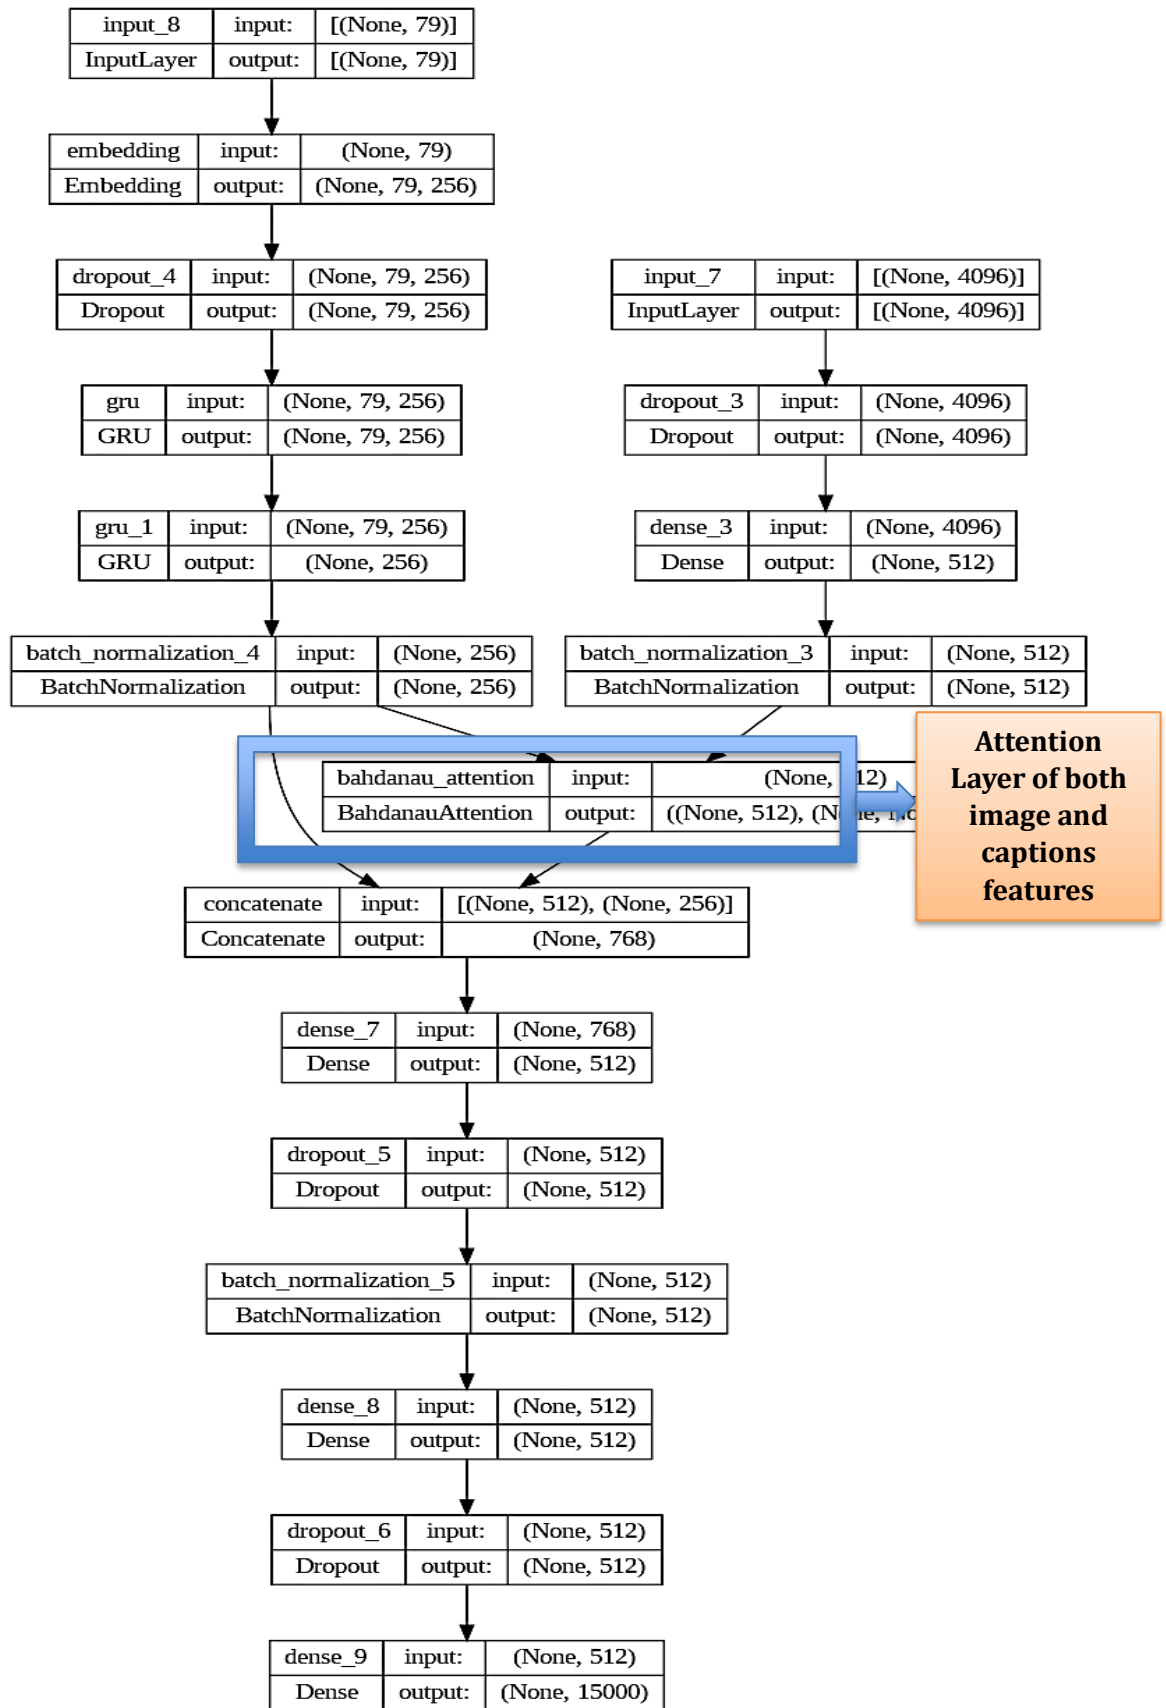 input_8 input: [(None, 79)]
InputLayer output: [(None, 79)]
embedding input: (None, 79)
Embedding output: (None, 79, 256)
dropout_4 input: (None, 79, 256)
Dropout output: (None, 79, 256)
input_7 input: [(None, 4096)]
InputLayer output: [(None, 4096)]
gru input: (None, 79, 256)
GRU output: (None, 79, 256)
dropout_3 input: (None, 4096)
Dropout output: (None, 4096)
gru_1 input: (None, 79, 256)
GRU output: (None, 256)
dense_3 input: (None, 4096)
Dense output: (None, 512)
batch_normalization_4 input: (None, 256)
BatchNormalization output: (None, 256)
batch_normalization_3 input: (None, 512)
BatchNormalization output: (None, 512)
bahdanau_attention input: (None, 12)
BahdanauAttention output: ((None, 512), (None,
Attention
Layer of both
image and
captions
features
concatenate input: [(None, 512), (None, 256)]
Concatenate output: (None, 768)
dense_7 input: (None, 768)
Dense output: (None, 512)
dropout_5 input: (None, 512)
Dropout output: (None, 512)
batch_normalization_5 input: (None, 512)
BatchNormalization output: (None, 512)
dense_8 input: (None, 512)
Dense output: (None, 512)
dropout_6 input: (None, 512)
Dropout output: (None, 512)
dense_9 input: (None, 512)
Dense output: (None, 15000)